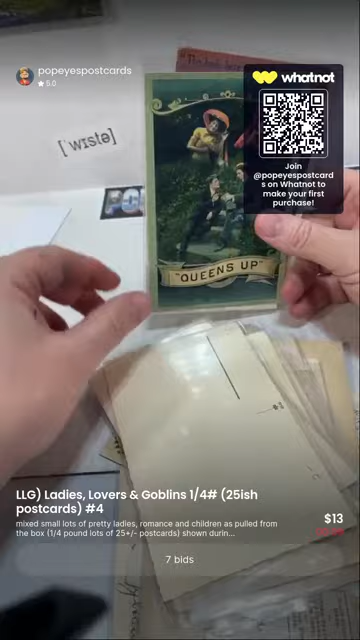 popeyespostcards
5.0
whatnot
Join
@popeyespostcard
s on Whatnot to
make your first
purchase!
[ˈwɪstə]
"QUEENS UP"
LLG) Ladies, Lovers & Goblins 1/4# (25ish
postcards) #4
$13
mixed small lots of pretty ladies, romance and children as pulled from
the box (1/4 pound lots of 25+/- postcards) shown durin...
7 bids